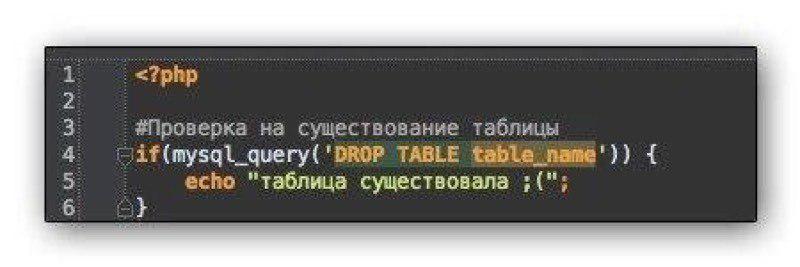 1 <?php
2
3 #Проверка на существование таблицы
4 if(mysql_query('DROP TABLE table_name')) {
5 echo "таблица существовала ;(";
6 }